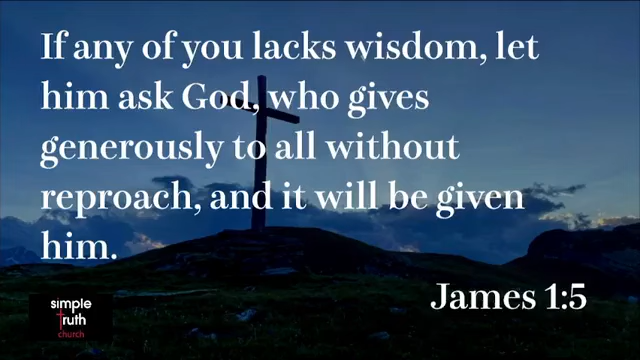 If any of you lacks wisdom, let
him ask God, who gives
generously to all without
reproach, and it will be given
him.
James 1:5
simple
truth
church